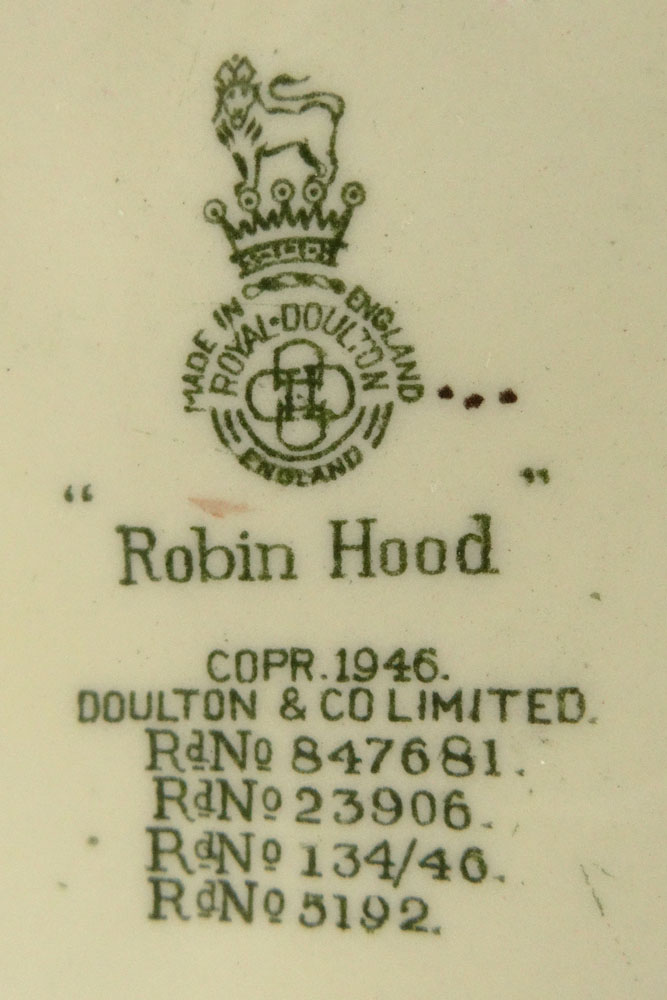 MADE IN ENGLAND
ROYAL·DOULTON
ENGLAND
"Robin Hood"
COPR. 1946.
DOULTON & CO LIMITED.
RdNo 847681.
RdNo 23906.
RdNo 134/46.
RdNo 5192.